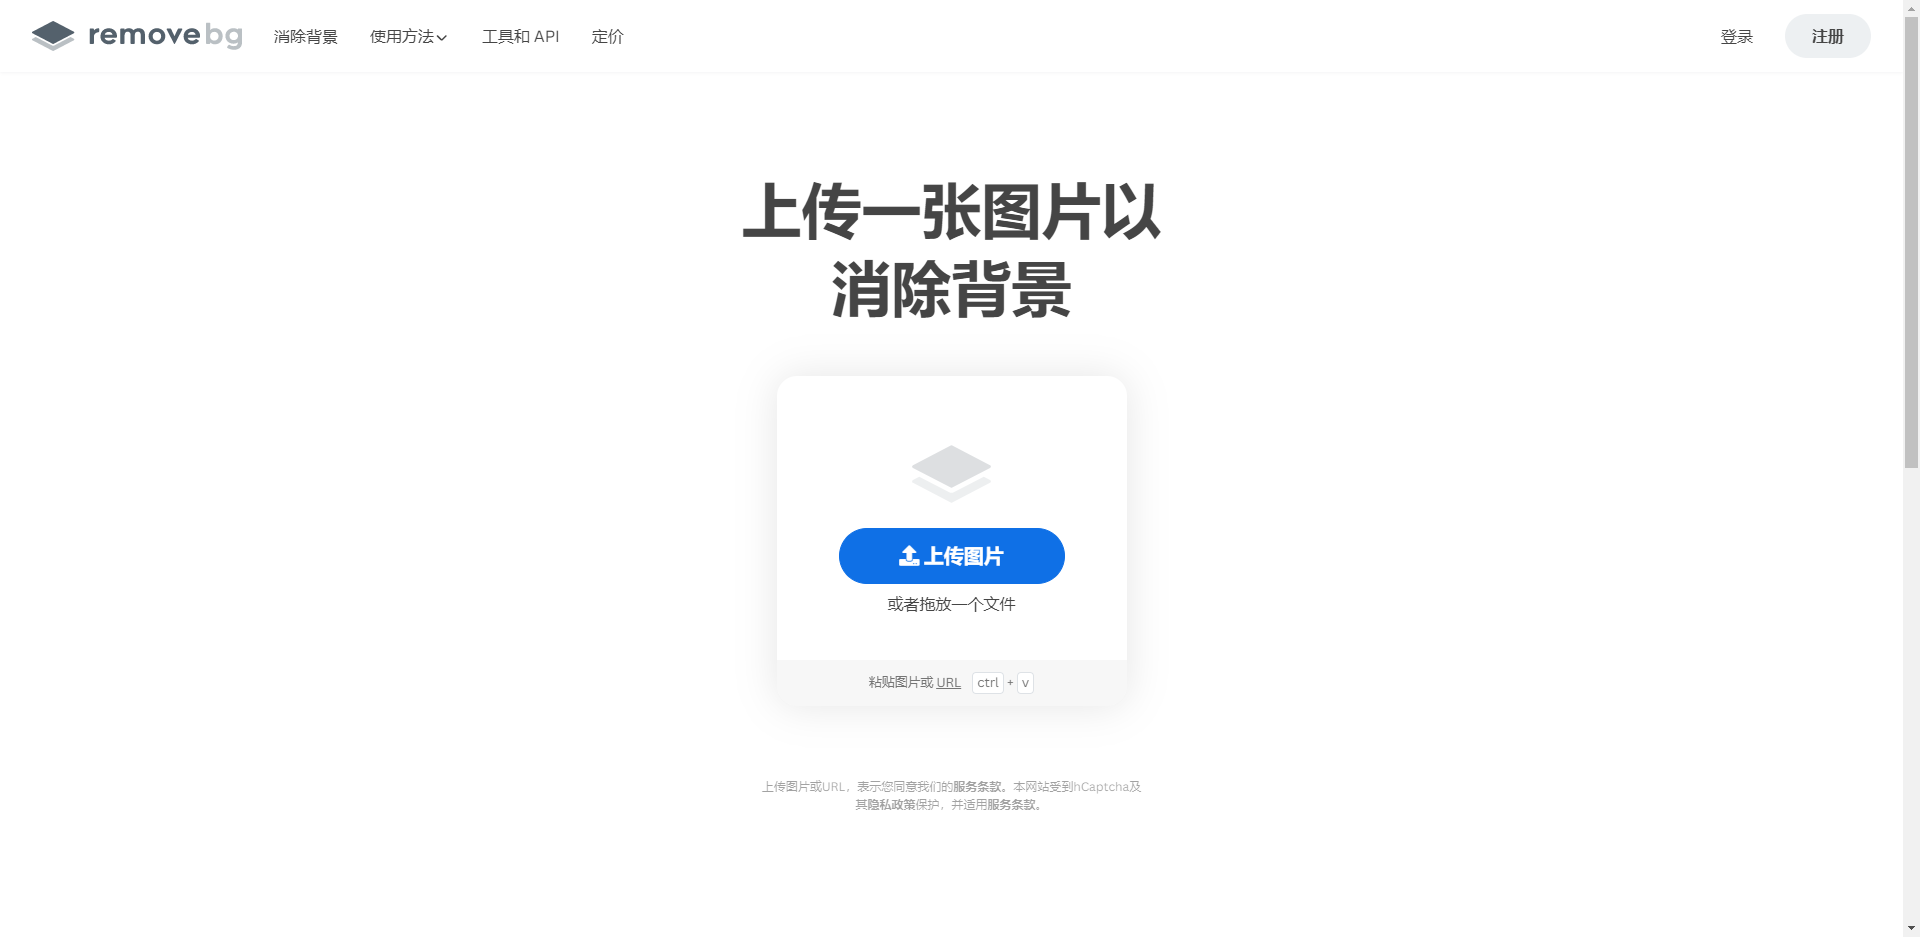 removebg 消除背景 使用方法 工具和 API 定价 登录 注册
上传一张图片以
消除背景
上传图片
或者拖放一个文件
粘贴图片或 URL ctrl + v
上传图片或URL，表示您同意我们的服务条款。本网站受到hCaptcha及
其隐私政策保护，并适用服务条款。